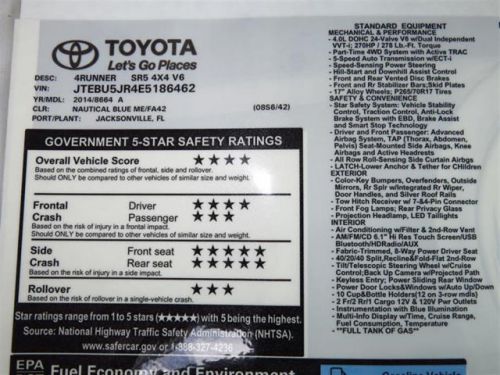 TOYOTA
Let's Go Places
DESC: 4RUNNER SR5 4X4 V6
VIN: JTEBU5JR4E5186462
YR/MDL: 2014/8664 A
CLR: NAUTICAL BLUE ME/FA42 (08S6/42)
PORT/PLANT: JACKSONVILLE, FL
GOVERNMENT 5-STAR SAFETY RATINGS
Overall Vehicle Score ★★★★
Based on the combined ratings of frontal, side and rollover.
Should ONLY be compared to other vehicles of similar size and weight.
Frontal Driver ★★★★
Crash Passenger ★★★
Based on the risk of injury in a frontal impact.
Should ONLY be compared to other vehicles of similar size and weight.
Side Front seat ★★★★★
Crash Rear seat ★★★★★
Based on the risk of injury in a side impact.
Rollover ★★★
Based on the risk of rollover in a single-vehicle crash.
Star ratings range from 1 to 5 stars (★★★★★) with 5 being the highest.
Source: National Highway Traffic Safety Administration (NHTSA).
www.safercar.gov or 1-888-327-4236
EPA
Fuel Economy and Environment
Gasoline Vehicle
STANDARD EQUIPMENT
MECHANICAL & PERFORMANCE
- 4.0L DOHC 24-Valve V6 w/Dual Independent
VVT-i; 270HP / 278 Lb.-Ft. Torque
- Part-Time 4WD System with Active TRAC
- 5-Speed Auto Transmission w/ECT-i
- Speed-Sensing Power Steering
- Hill-Start and Downhill Assist Control
- Front and Rear Vented Disc Brakes
- Front and Rr Stabilizer Bars;Skid Plates
- 17" Alloy Wheels; P265/70R17 Tires
SAFETY & CONVENIENCE
- Star Safety System: Vehicle Stability
Control, Traction Control, Anti-Lock
Brake System with EBD, Brake Assist
and Smart Stop Technology
- Driver and Front Passenger: Advanced
Airbag System, TAP (Thorax, Abdomen,
Pelvis) Seat-Mounted Side Airbags, Knee
Airbags and Active Headrests
- All Row Roll-Sensing Side Curtain Airbgs
- LATCH-Lower Anchor & Tether for Children
EXTERIOR
- Color-Key Bumpers, Overfenders, Outside
Mirrors, Rr Splr w/Integrated Rr Wiper,
Door Handles, and Silver Roof Rails
- Tow Hitch Receiver w/ 7-&4-Pin Connector
- Front Fog Lamps; Rear Privacy Glass
- Projection Headlamp, LED Taillights
INTERIOR
- Air Conditioning w/Filter & 2nd-Row Vent
- AM/FM/CD 6.1" Hi Res Touch Screen/USB
Bluetooth/HDRadio/AUX
- Fabric-Trimmed, 8-Way Power Driver Seat
- 40/20/40 Split,Recline&Fold-Flat 2nd-Row
- Tilt/Telescopic Steering Wheel w/Cruise
Control;Back Up Camera w/Projected Path
- Keyless Entry; Power Sliding Rear Window
- Power Door Locks&Windows w/Auto Up/Down
- 10 Cup&Bottle Holders(12 on 3-row mdls)
- 2 Frt/2 Rr/1 Cargo 12V & 120V Pwr Outlets
- Instrumentation with Blue Illumination
- Multi-Info Display w/Time, Cruise Range,
Fuel Consumption, Temperature
- **FULL TANK OF GAS**